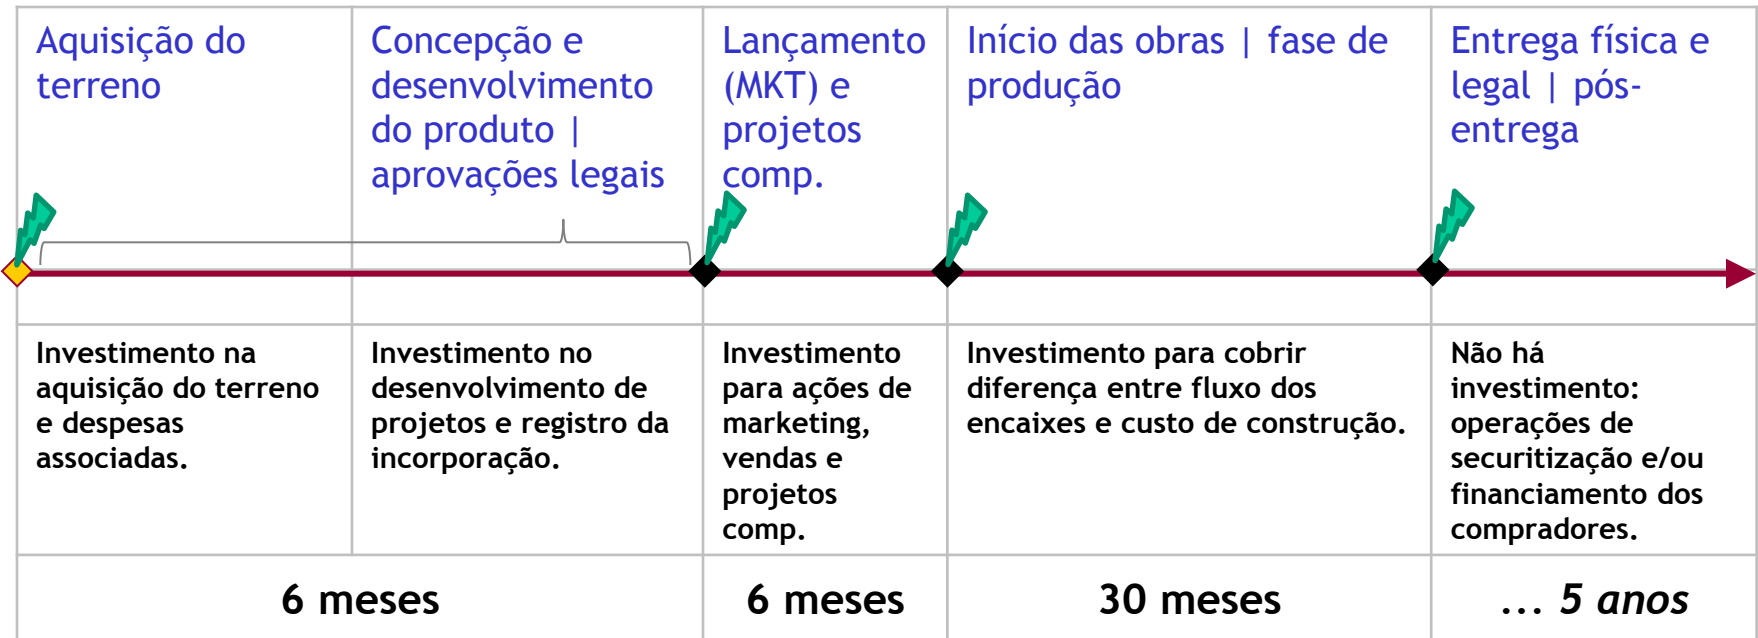 Aquisição do
terreno
Concepção e
desenvolvimento
do produto |
aprovações legais
Lançamento
(MKT) e
projetos
comp.
Início das obras | fase de
produção
Entrega física e
legal | pós-
entrega
Investimento na
aquisição do terreno
e despesas
associadas.
Investimento no
desenvolvimento de
projetos e registro da
incorporação.
Investimento
para ações de
marketing,
vendas e
projetos
comp.
Investimento para cobrir
diferença entre fluxo dos
encaixes e custo de construção.
Não há
investimento:
operações de
securitização e/ou
financiamento dos
compradores.
6 meses
6 meses
30 meses
... 5 anos